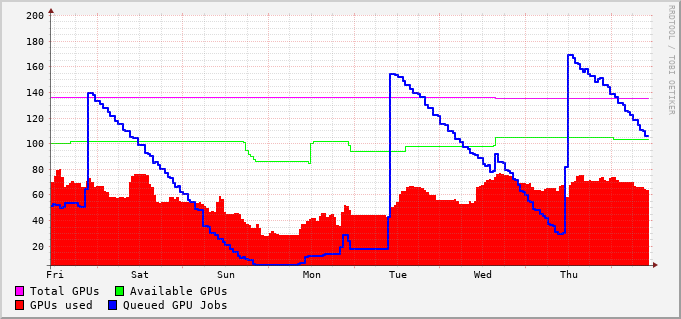 RRDTOOL / TOBI OETIKER
200
180
160
140
120
100
80
60
40
20
Fri Sat Sun Mon Tue Wed Thu
Total GPUs Available GPUs
GPUs used Queued GPU Jobs